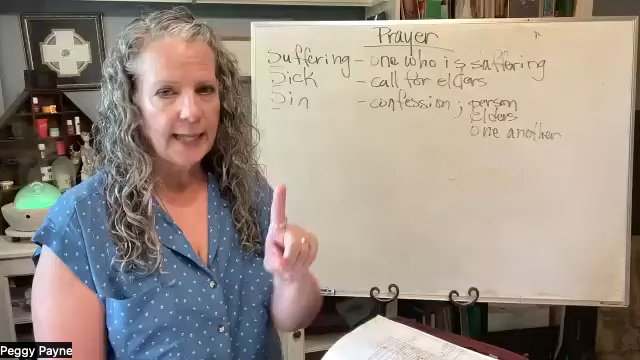 Prayer
Suffering - one who is suffering
Sick - call for elders
Sin - confession ; person
elders
one another
Peggy Payne